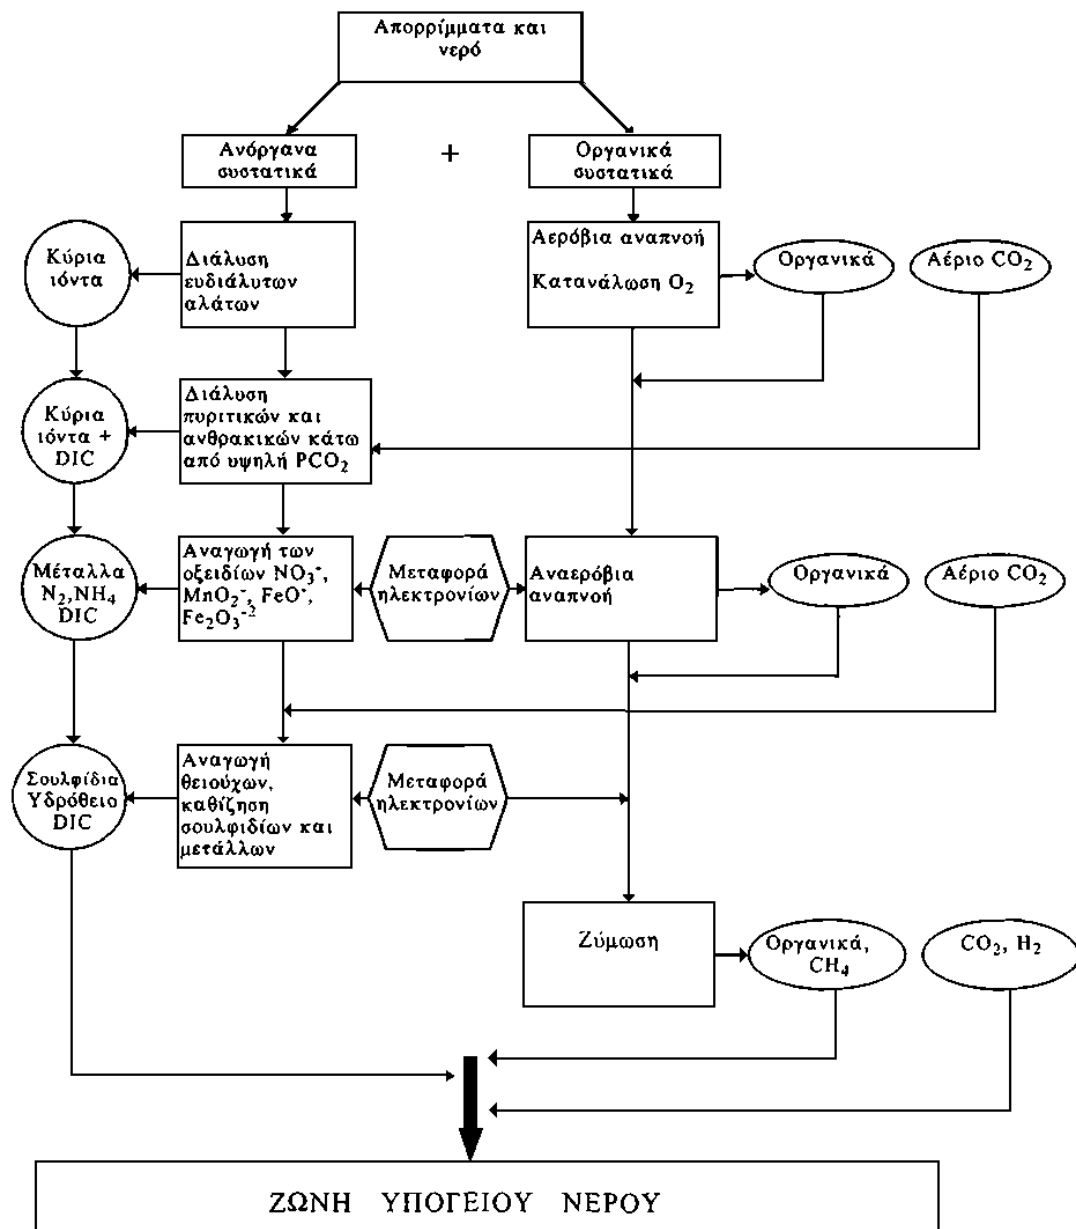 Απορρίμματα και
νερό
Ανόργανα
συστατικά
+
Οργανικά
συστατικά
Κύρια
ιόντα
Διάλυση
ευδιάλυτων
αλάτων
Αερόβια αναπνοή
Κατανάλωση O₂
Οργανικά
Αέριο CO₂
Κύρια
ιόντα +
DIC
Διάλυση
πυριτικών και
ανθρακικών κάτω
από υψηλή PCO₂
Μέταλλα
N₂,NH₄
DIC
Αναγωγή των
οξειδίων NO₃⁻,
MnO₂⁻, FeO⁻,
Fe₂O₃⁻²
Μεταφορά
ηλεκτρονίων
Αναερόβια
αναπνοή
Οργανικά
Αέριο CO₂
Σουλφίδια
Υδρόθειο
DIC
Αναγωγή
θειούχων,
καθίζηση
σουλφιδίων και
μετάλλων
Μεταφορά
ηλεκτρονίων
Ζύμωση
Οργανικά,
CH₄
CO₂, H₂
ΖΩΝΗ ΥΠΟΓΕΙΟΥ ΝΕΡΟΥ